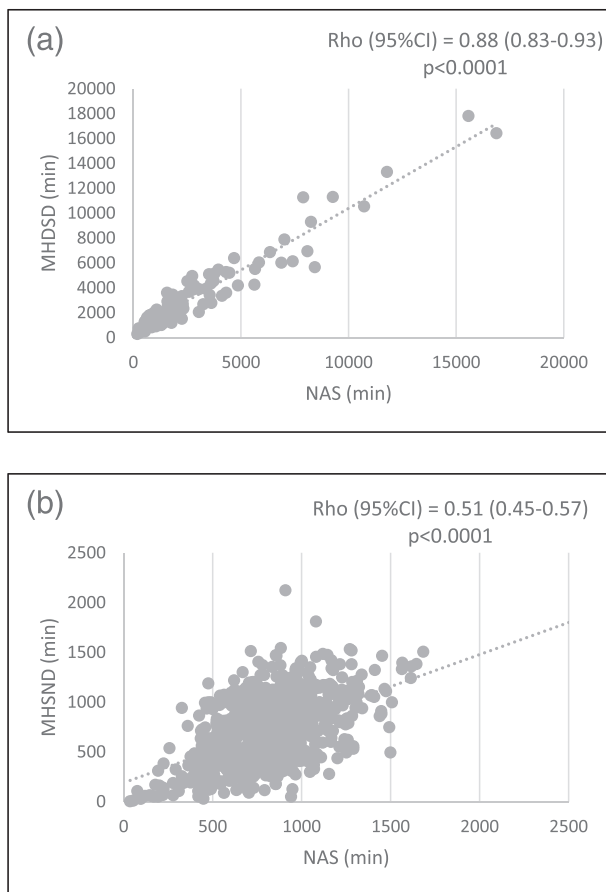 (a)
Rho (95%CI) = 0.88 (0.83-0.93)
p<0.0001
20000
18000
16000
14000
12000
10000
8000
6000
4000
2000
0
MHDSD (min)
0 5000 10000 15000 20000
NAS (min)
(b)
Rho (95%CI) = 0.51 (0.45-0.57)
p<0.0001
2500
2000
1500
1000
500
0
MHSND (min)
0 500 1000 1500 2000 2500
NAS (min)